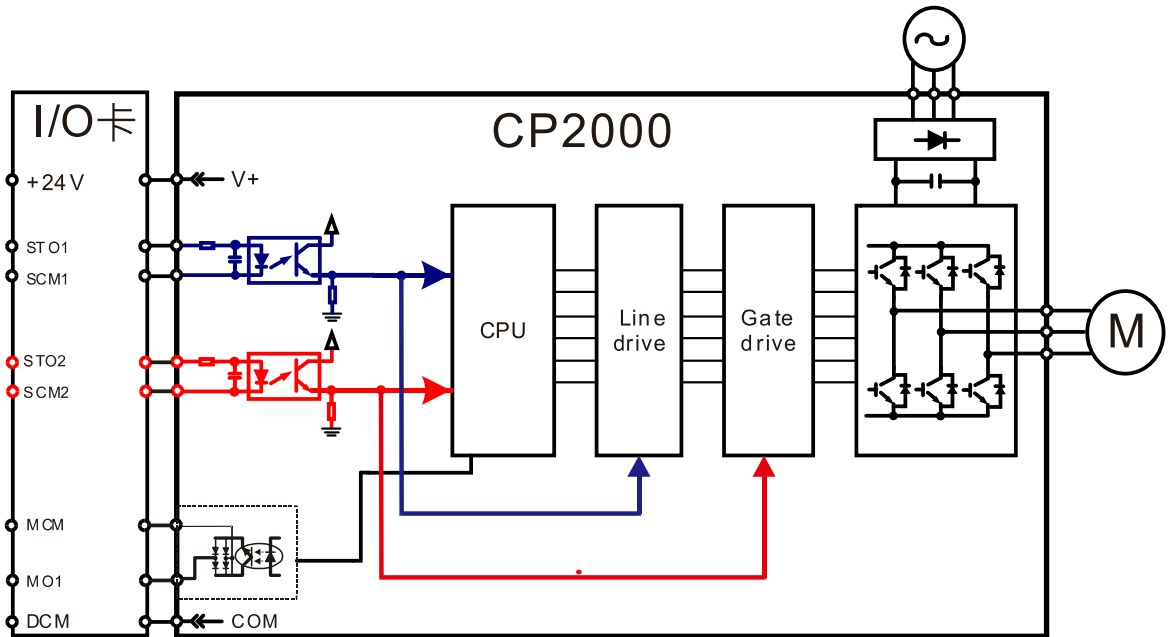 I/O卡
CP2000
+24V
V+
STO1
SCM1
CPU
Line
drive
Gate
drive
M
STO2
SCM2
MCM
MO1
DCM
COM